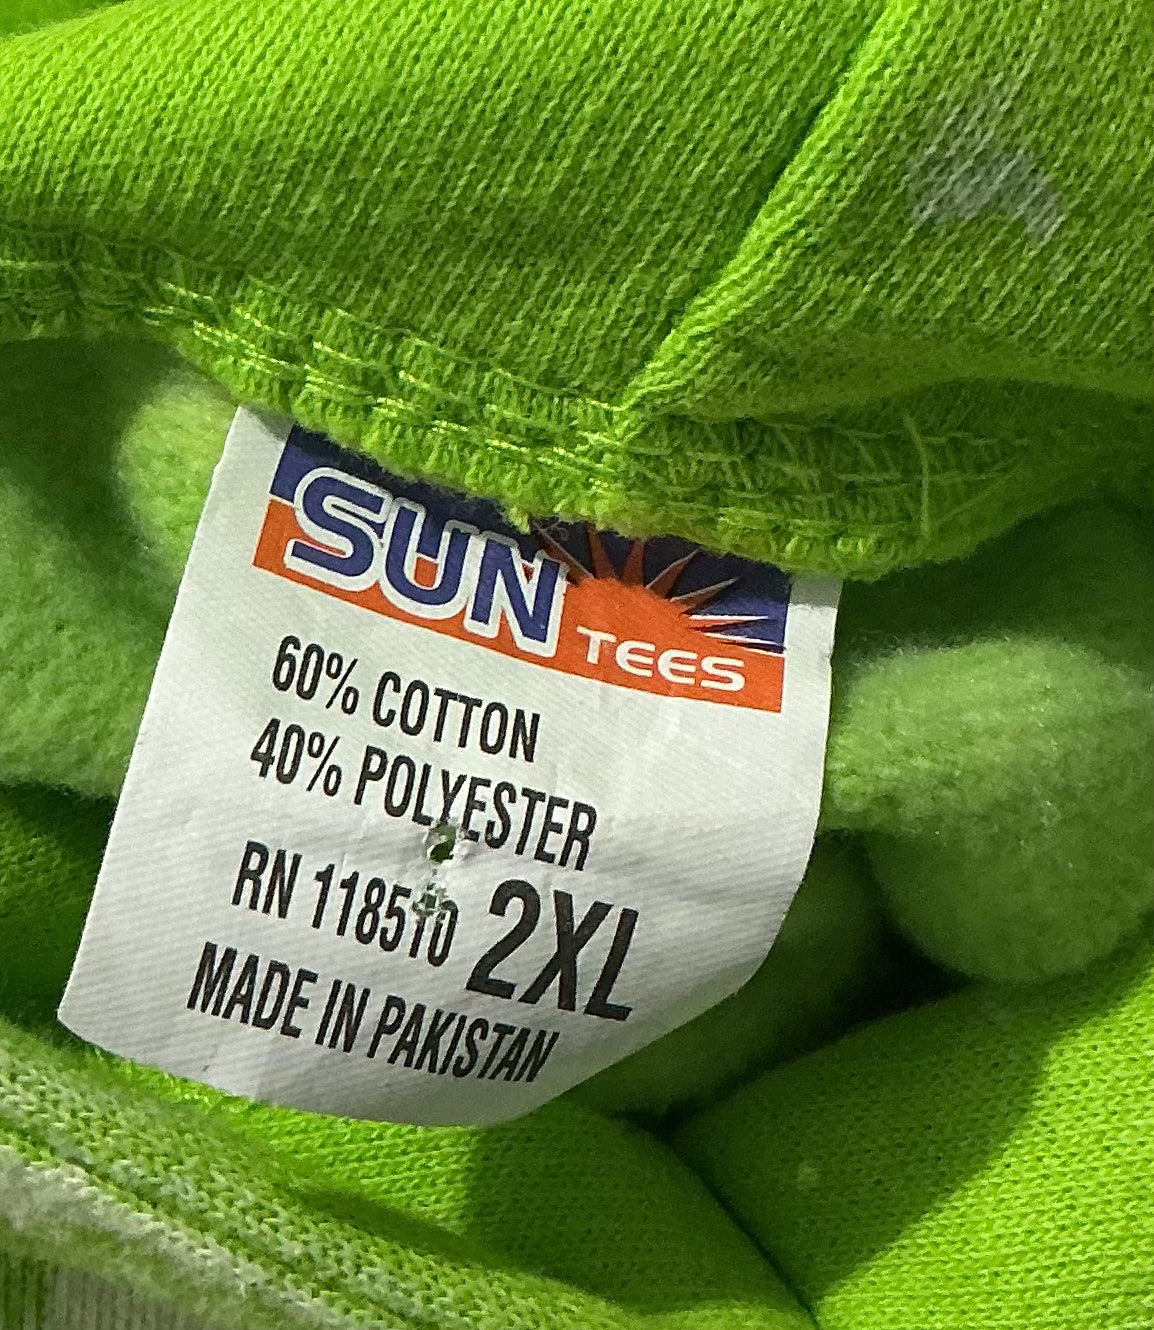 SUN TEES
60% COTTON
40% POLYESTER
RN 118510 2XL
MADE IN PAKISTAN